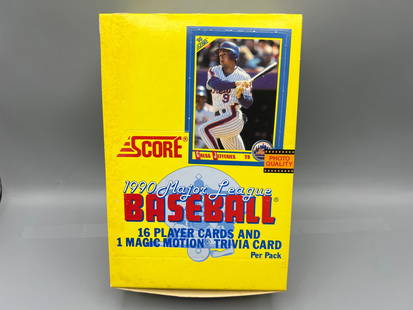 9
GREGG JEFFERIES
SCORE®
PHOTO
QUALITY
1990 Major League
BASEBALL®
16 PLAYER CARDS AND
1 MAGIC MOTION® TRIVIA CARD
Per Pack